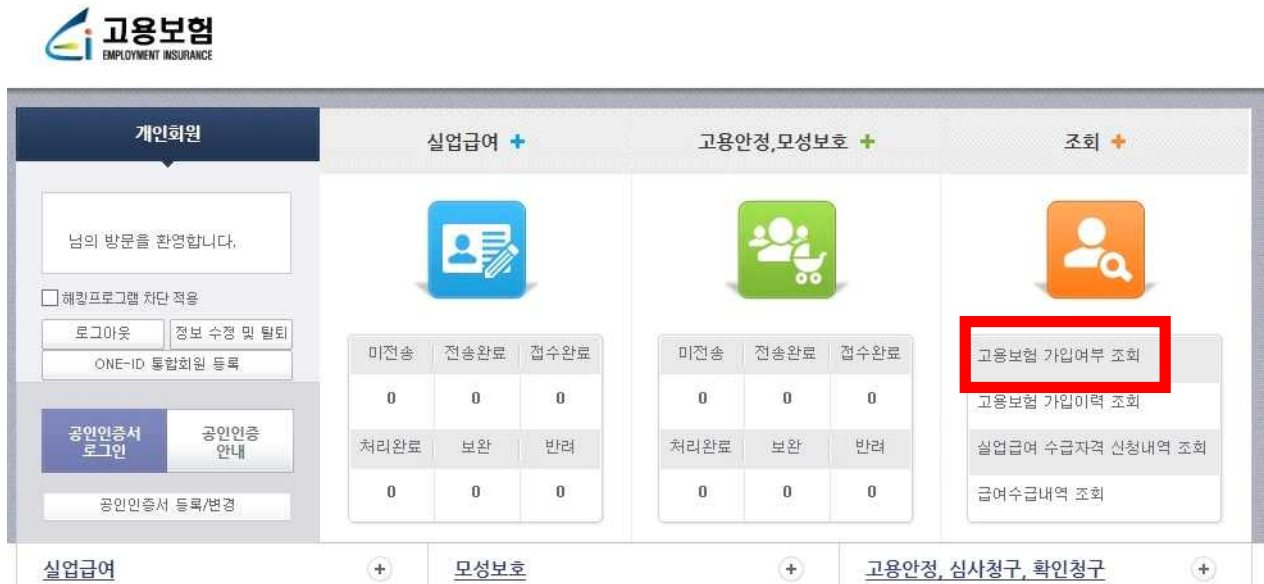 고용보험
EMPLOYMENT INSURANCE
개인회원
실업급여
고용안정,모성보호
조회
님의 방문을 환영합니다.
해킹프로그램 차단 적용
로그아웃 정보 수정 및 탈퇴
ONE-ID 통합회원 등록
공인인증서
로그인
공인인증
안내
공인인증서 등록/변경
미전송 전송완료 접수완료
0 0 0
처리완료 보완 반려
0 0 0
미전송 전송완료 접수완료
0 0 0
처리완료 보완 반려
0 0 0
고용보험 가입여부 조회
고용보험 가입이력 조회
실업급여 수급자격 신청내역 조회
급여수급내역 조회
실업급여
모성보호
고용안정, 심사청구, 확인청구